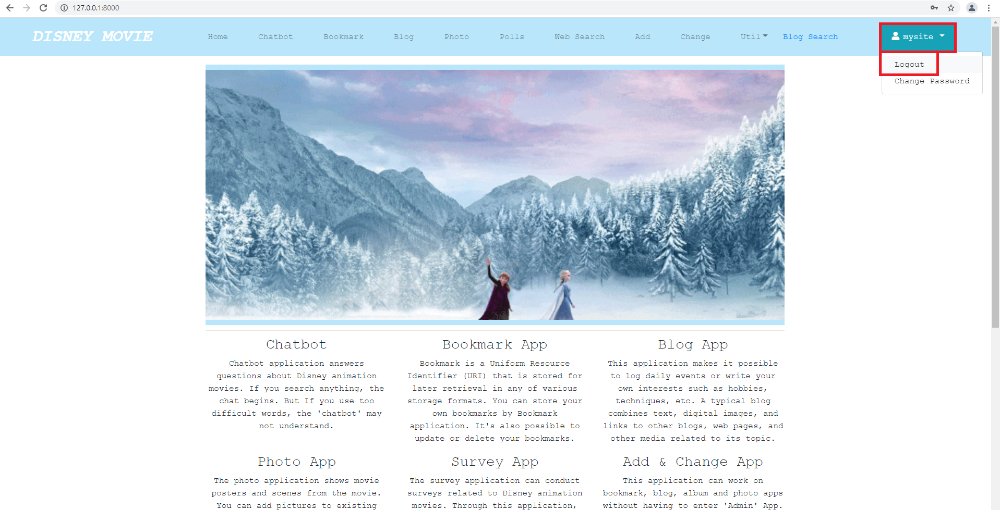 127.0.0.1:8000
DISNEY MOVIE
Home Chatbot Bookmark Blog Photo Polls Web Search Add Change Util Blog Search
mysite
Logout
Change Password
Chatbot
Chatbot application answers
questions about Disney animation
movies. If you search anything, the
chat begins. But If you use too
difficult words, the 'chatbot' may
not understand.
Bookmark App
Bookmark is a Uniform Resource
Identifier (URI) that is stored for
later retrieval in any of various
storage formats. You can store your
own bookmarks by Bookmark
application. It's also possible to
update or delete your bookmarks.
Blog App
This application makes it possible
to log daily events or write your
own interests such as hobbies,
techniques, etc. A typical blog
combines text, digital images, and
links to other blogs, web pages, and
other media related to its topic.
Photo App
The photo application shows movie
posters and scenes from the movie.
You can add pictures to existing
Survey App
The survey application can conduct
surveys related to Disney animation
movies. Through this application,
Add & Change App
This application can work on
bookmark, blog, album and photo apps
without having to enter 'Admin' App.